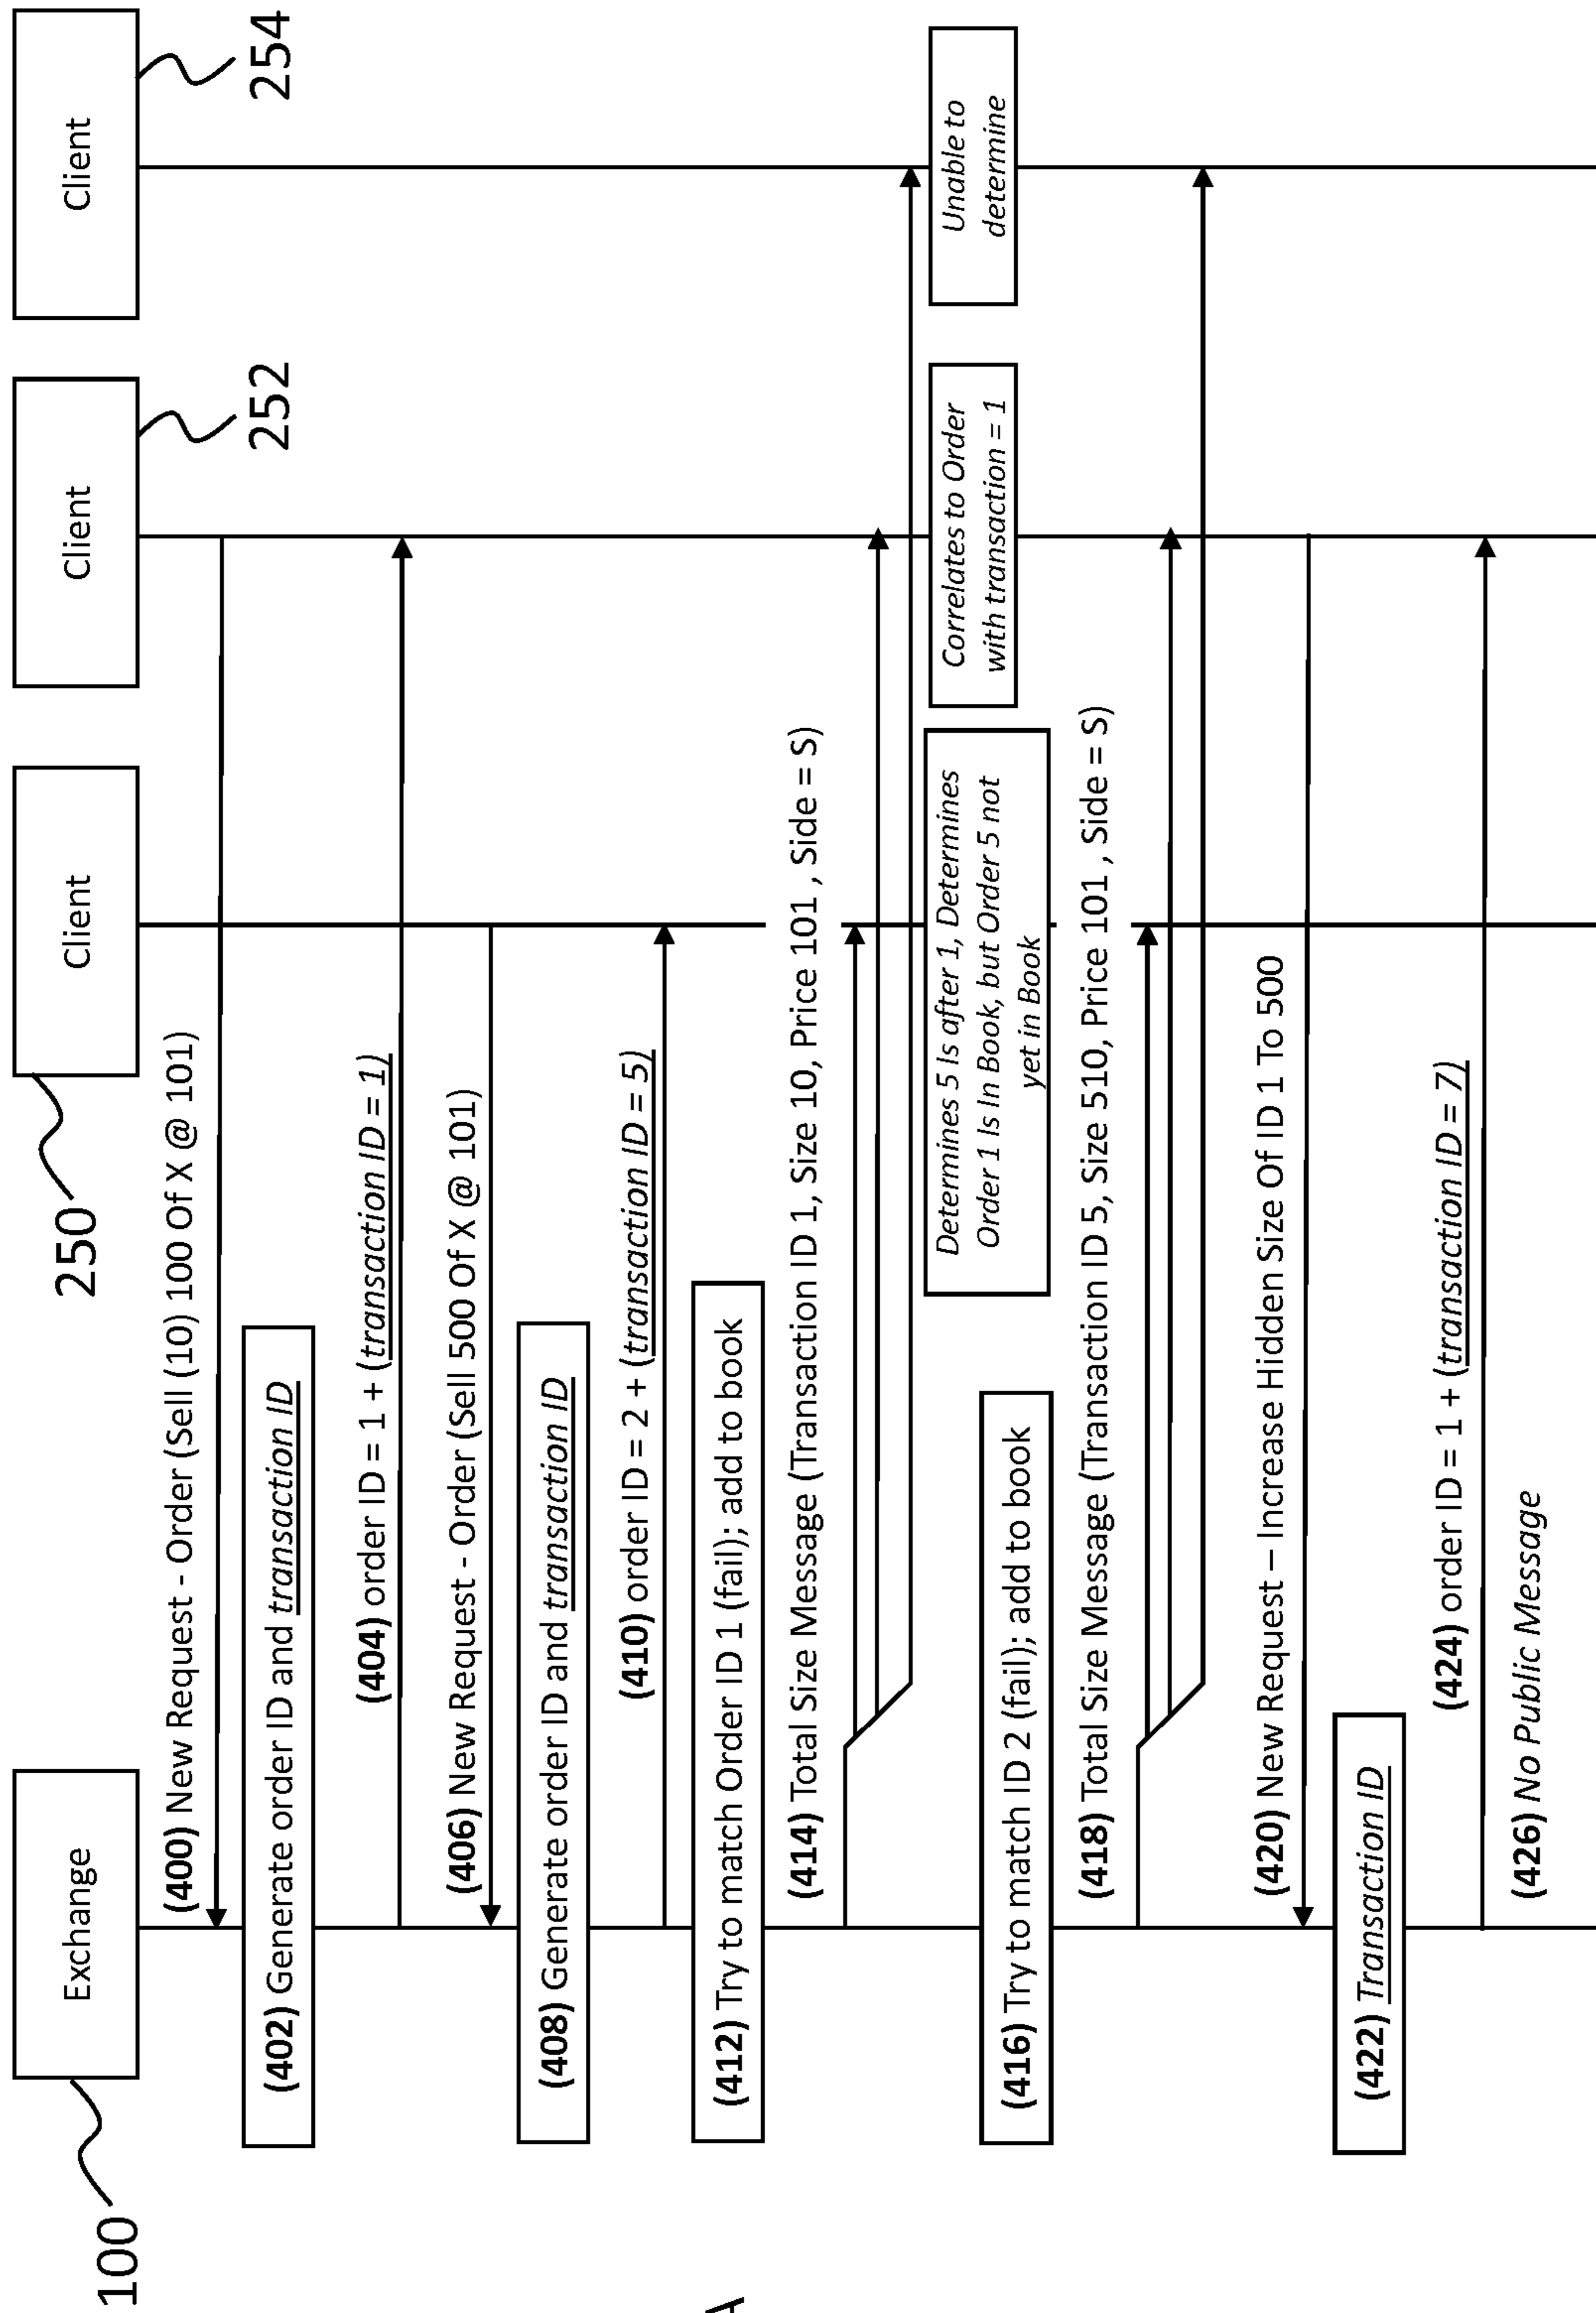 Exchange
Client
Client
Client
100
250
252
254
(400) New Request - Order (Sell (10) 100 Of X @ 101)
(402) Generate order ID and transaction ID
(404) order ID = 1 + (transaction ID = 1)
(406) New Request - Order (Sell 500 Of X @ 101)
(408) Generate order ID and transaction ID
(410) order ID = 2 + (transaction ID = 5)
(412) Try to match Order ID 1 (fail); add to book
(414) Total Size Message (Transaction ID 1, Size 10, Price 101 , Side = S)
Determines 5 Is after 1, Determines
Order 1 Is In Book, but Order 5 not
yet in Book
Correlates to Order
with transaction = 1
Unable to
determine
(416) Try to match ID 2 (fail); add to book
(418) Total Size Message (Transaction ID 5, Size 510, Price 101 , Side = S)
(420) New Request – Increase Hidden Size Of ID 1 To 500
(422) Transaction ID
(424) order ID = 1 + (transaction ID = 7)
(426) No Public Message
A